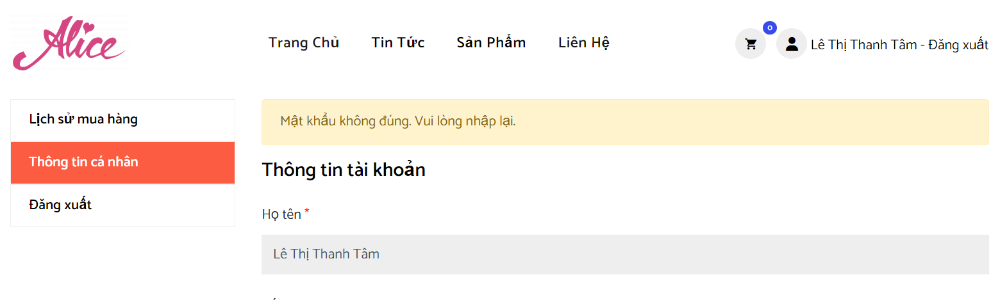 Alice
Trang Chủ Tin Tức Sản Phẩm Liên Hệ
0
Lê Thị Thanh Tâm - Đăng xuất
Lịch sử mua hàng
Thông tin cá nhân
Đăng xuất
Mật khẩu không đúng. Vui lòng nhập lại.
Thông tin tài khoản
Họ tên *
Lê Thị Thanh Tâm